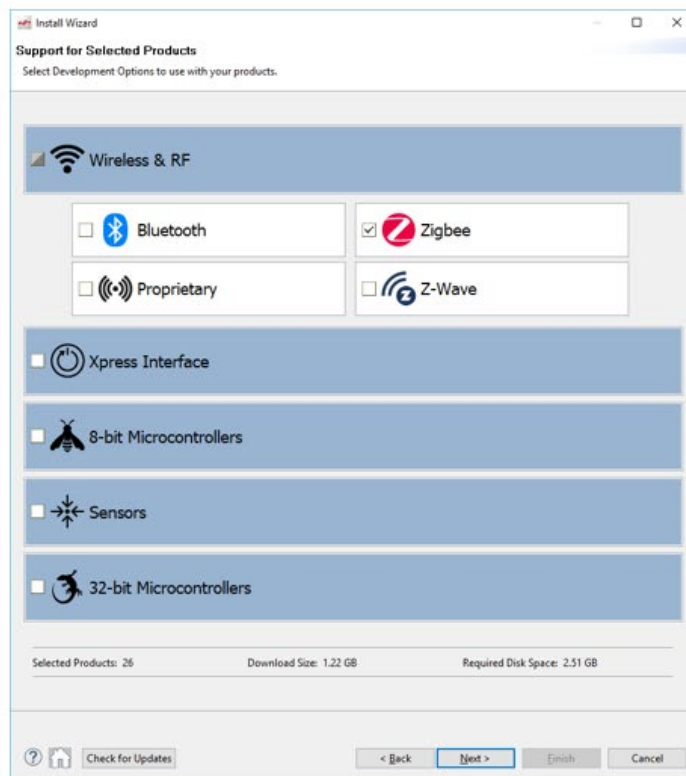 Install Wizard
Support for Selected Products
Select Development Options to use with your products.
Wireless & RF
Bluetooth
Zigbee
Proprietary
Z-Wave
Xpress Interface
8-bit Microcontrollers
Sensors
32-bit Microcontrollers
Selected Products: 26 Download Size: 1.22 GB Required Disk Space: 2.51 GB
Check for Updates < Back Next > Finish Cancel